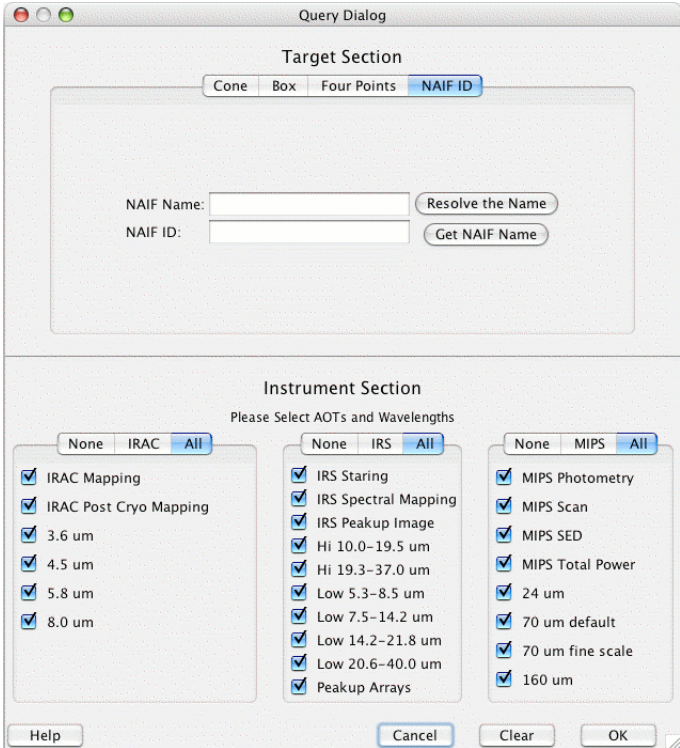 Query Dialog
Target Section
Cone Box Four Points NAIF ID
NAIF Name: Resolve the Name
NAIF ID: Get NAIF Name
Instrument Section
Please Select AOTs and Wavelengths
None IRAC All
IRAC Mapping
IRAC Post Cryo Mapping
3.6 um
4.5 um
5.8 um
8.0 um
None IRS All
IRS Staring
IRS Spectral Mapping
IRS Peakup Image
Hi 10.0-19.5 um
Hi 19.3-37.0 um
Low 5.3-8.5 um
Low 7.5-14.2 um
Low 14.2-21.8 um
Low 20.6-40.0 um
Peakup Arrays
None MIPS All
MIPS Photometry
MIPS Scan
MIPS SED
MIPS Total Power
24 um
70 um default
70 um fine scale
160 um
Help Cancel Clear OK